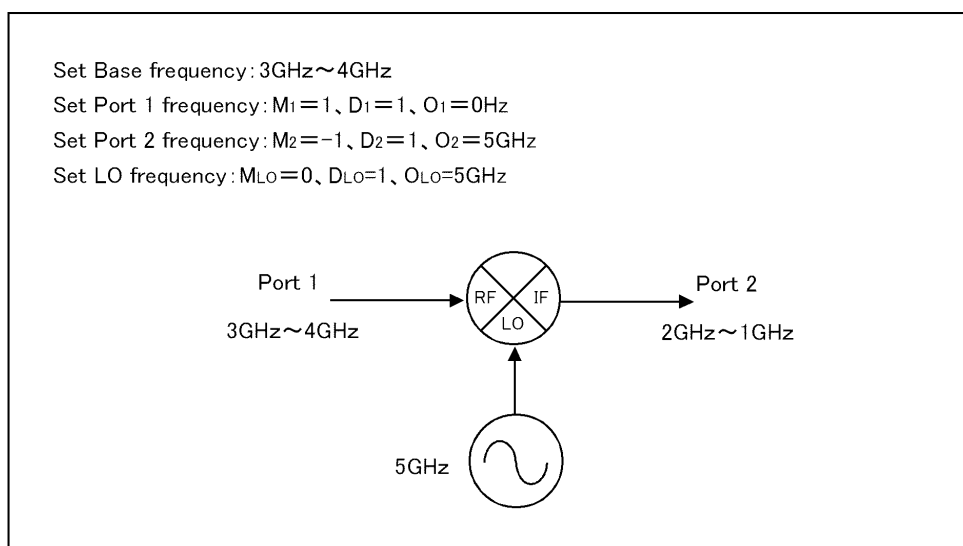 Set Base frequency:3GHz～4GHz
Set Port 1 frequency:M1=1、D1=1、O1=0Hz
Set Port 2 frequency:M2=-1、D2=1、O2=5GHz
Set LO frequency:MLO=0、DLO=1、OLO=5GHz
Port 1
RF
IF
LO
Port 2
3GHz～4GHz
2GHz～1GHz
5GHz